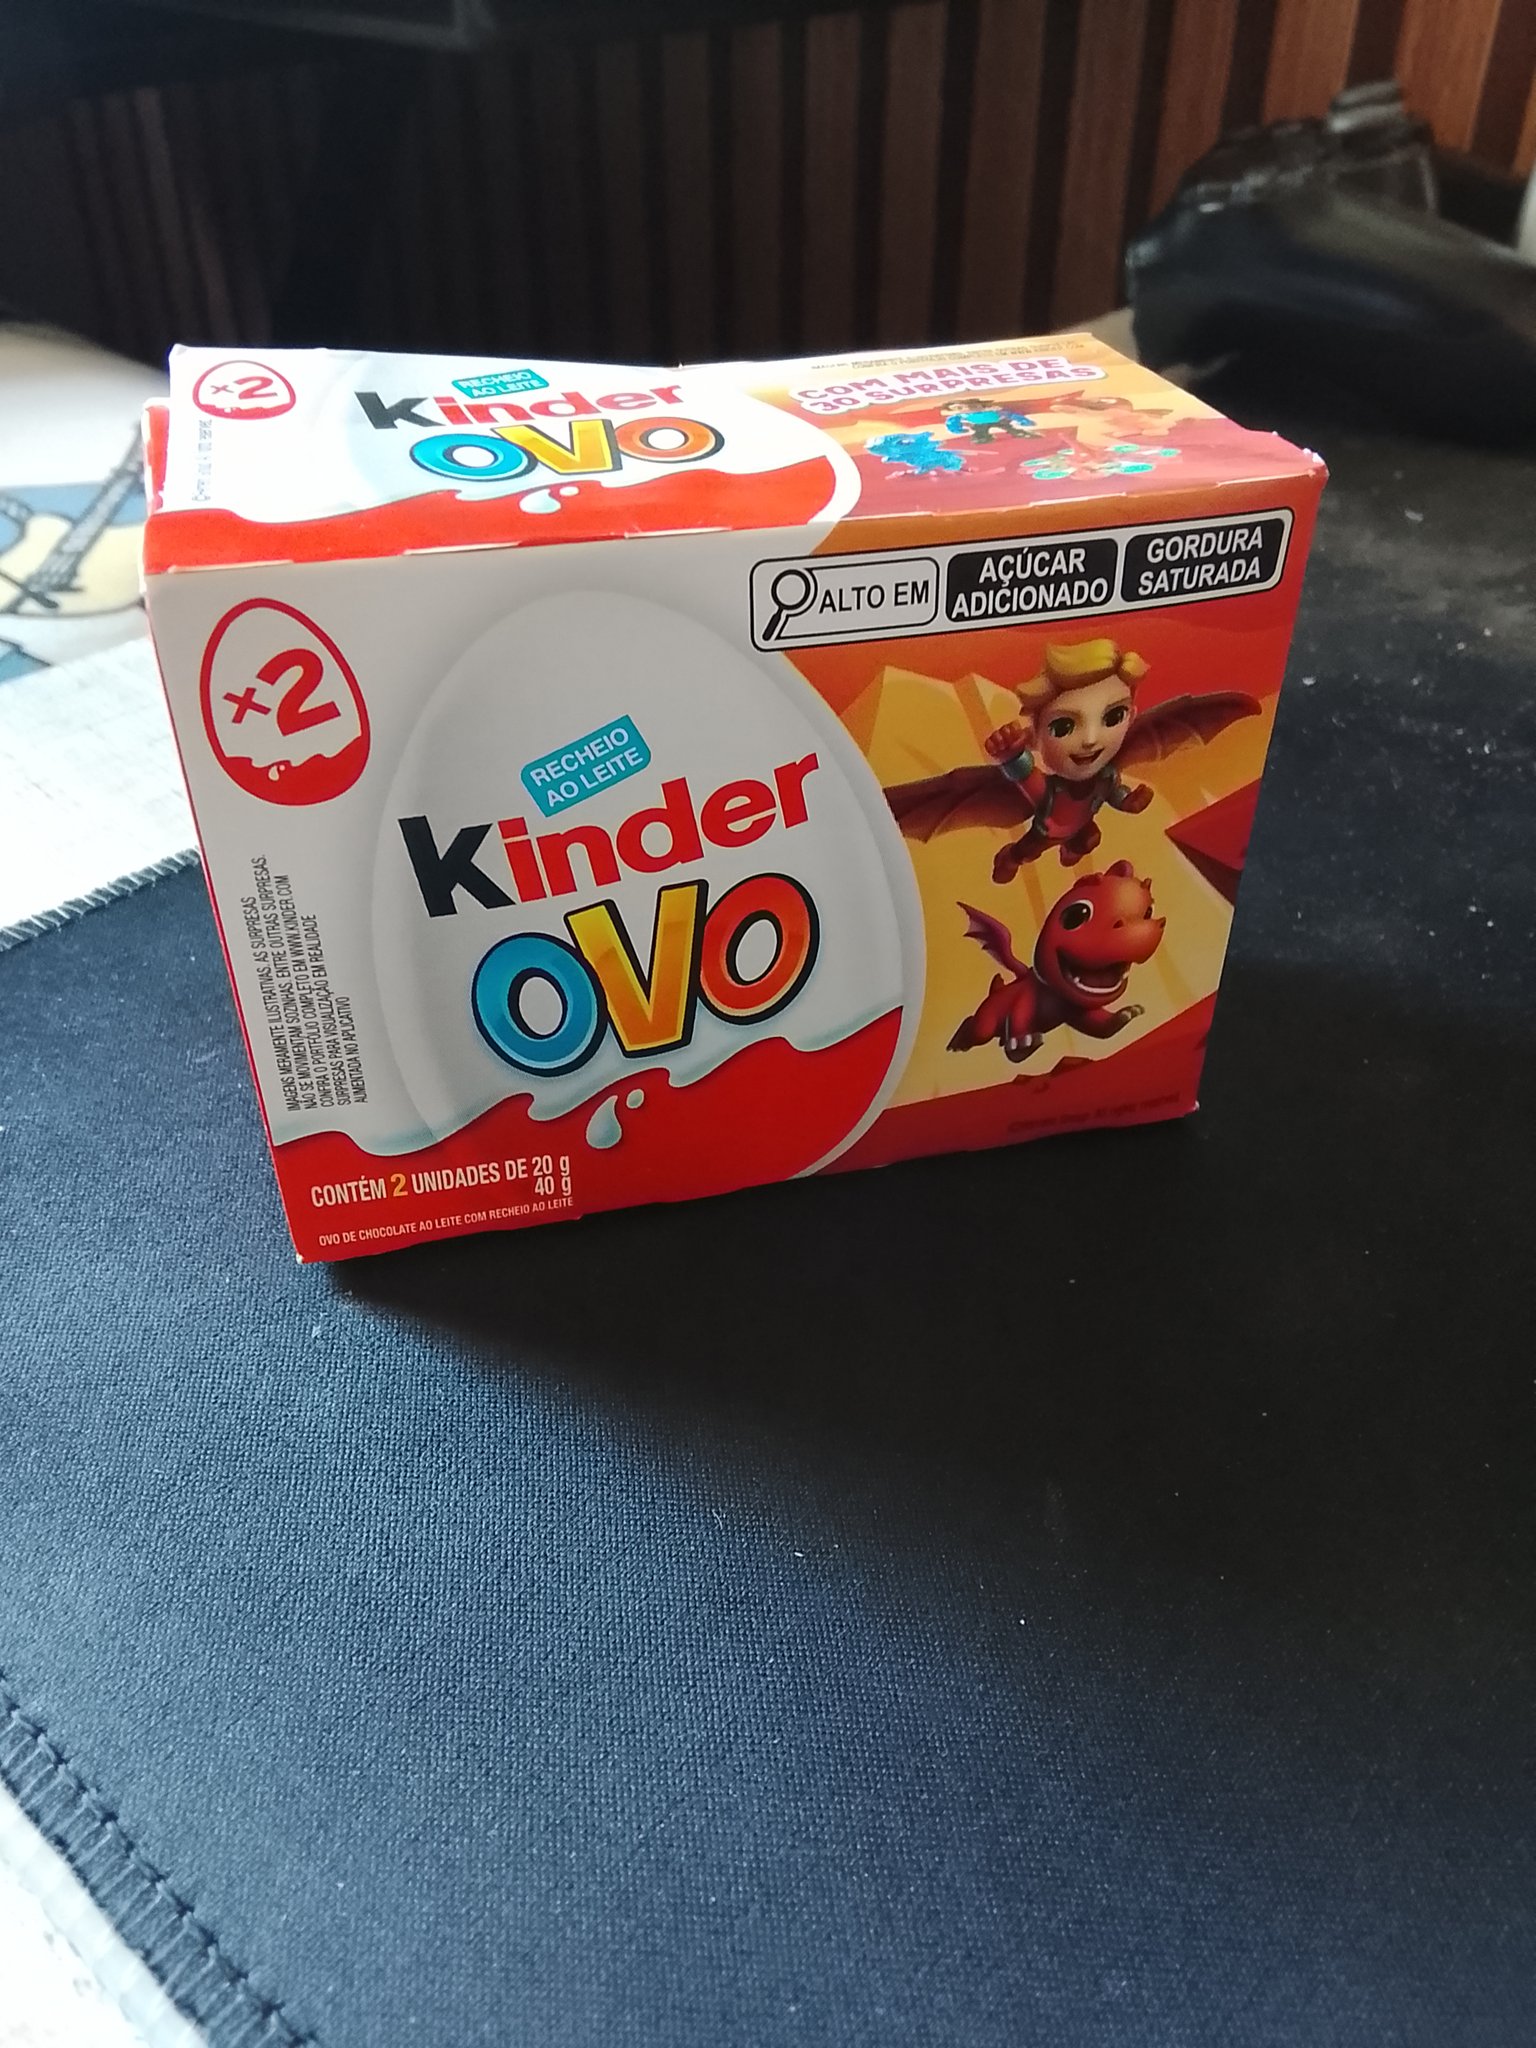 ×2
RECHEIO
AO LEITE
kinder
OVO
COM MAIS DE
30 SURPRESAS
ALTO EM
AÇÚCAR
ADICIONADO
GORDURA
SATURADA
×2
RECHEIO
AO LEITE
kinder
OVO
IMAGENS MERAMENTE ILUSTRATIVAS. AS SURPRESAS
NÃO SE MOVIMENTAM SOZINHAS. ENTRE OUTRAS SURPRESAS.
CONFIRA O PORTFÓLIO COMPLETO EM WWW.KINDER.COM
SURPRESAS PARA VISUALIZAÇÃO EM REALIDADE
AUMENTADA NO APLICATIVO
CONTÉM 2 UNIDADES DE 20 g
40 g
OVO DE CHOCOLATE AO LEITE COM RECHEIO AO LEITE